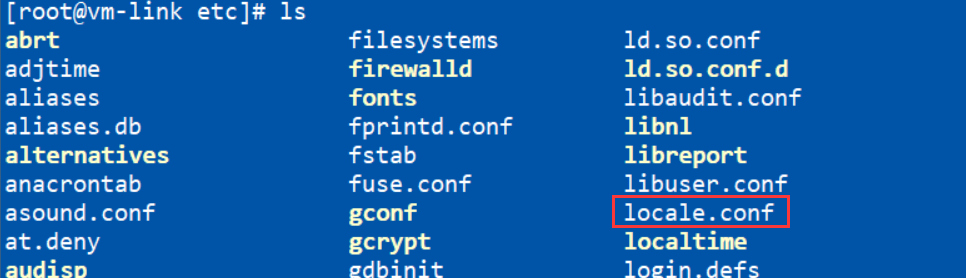 [root@vm-link etc]# ls
abrt filesystems ld.so.conf
adjtime firewalld ld.so.conf.d
aliases fonts libaudit.conf
aliases.db fprintd.conf libnl
alternatives fstab libreport
anacrontab fuse.conf libuser.conf
asound.conf gconf locale.conf
at.deny gcrypt localtime
audisp gdbinit login.defs